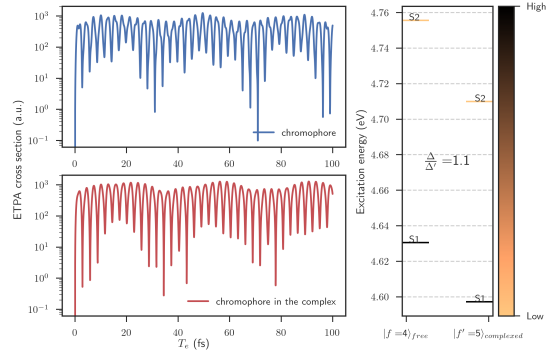 ETPA cross section (a.u.)
10³
10²
10¹
10⁰
10⁻¹
0 20 40 60 80 100
chromophore
10³
10²
10¹
10⁰
10⁻¹
0 20 40 60 80 100
chromophore in the complex
Tₑ (fs)
Excitation energy (eV)
4.76
4.74
4.72
4.70
4.68
4.66
4.64
4.62
4.60
S2
S2
Δ/Δ′ = 1.1
S1
S1
|f =4⟩free |f′ =5⟩complexed
High
Low